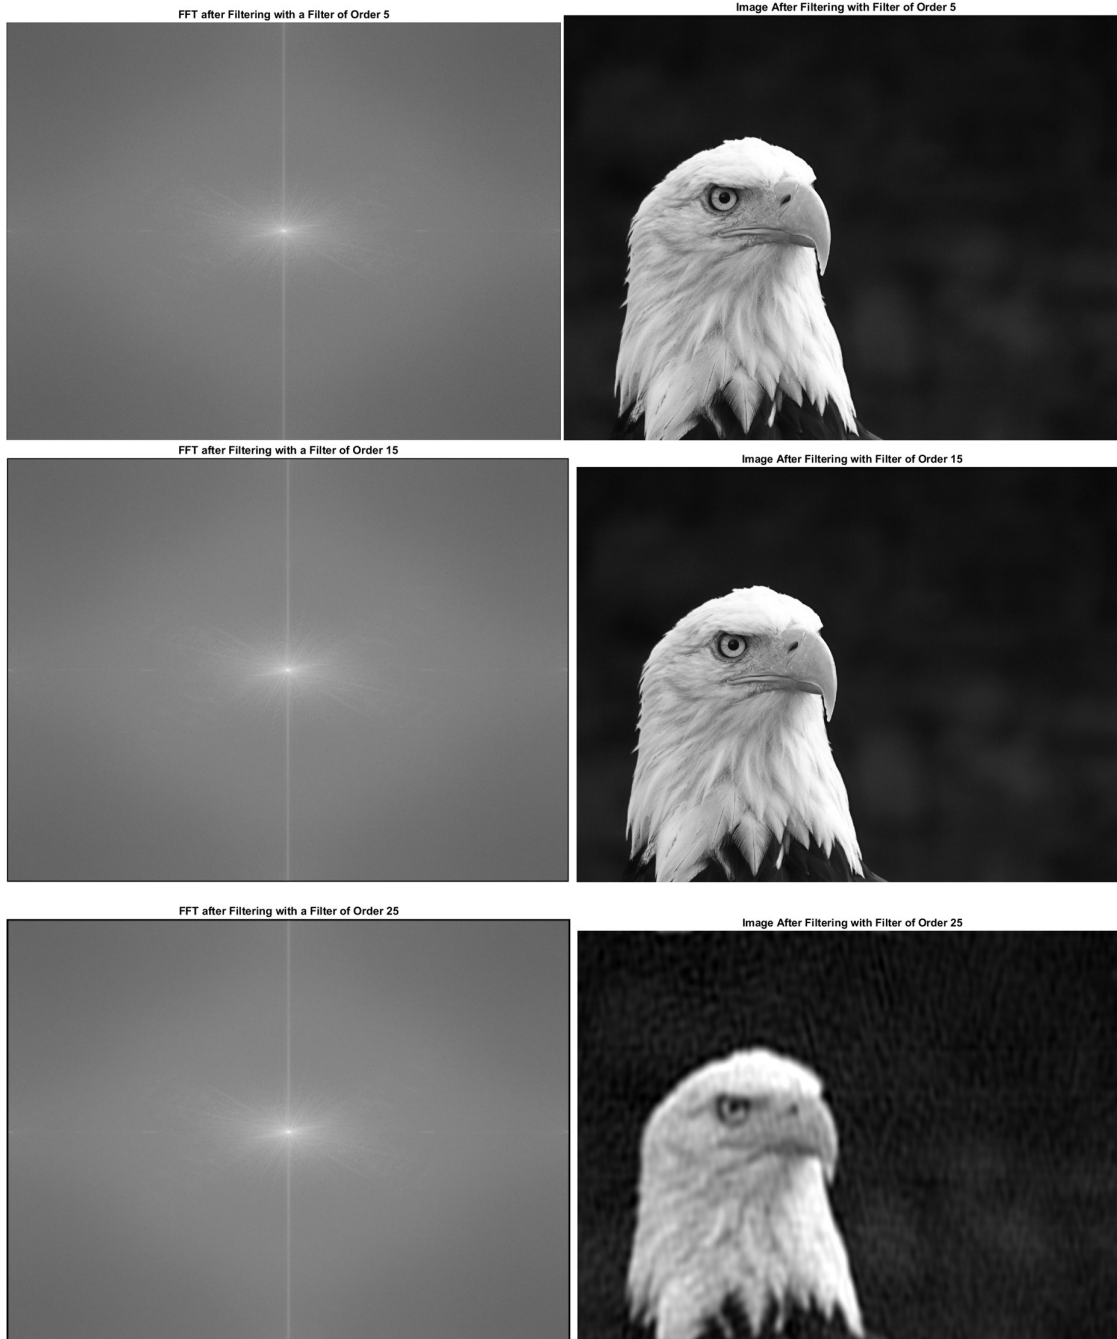 FFT after Filtering with a Filter of Order 5
Image After Filtering with Filter of Order 5
FFT after Filtering with a Filter of Order 15
Image After Filtering with Filter of Order 15
FFT after Filtering with a Filter of Order 25
Image After Filtering with Filter of Order 25